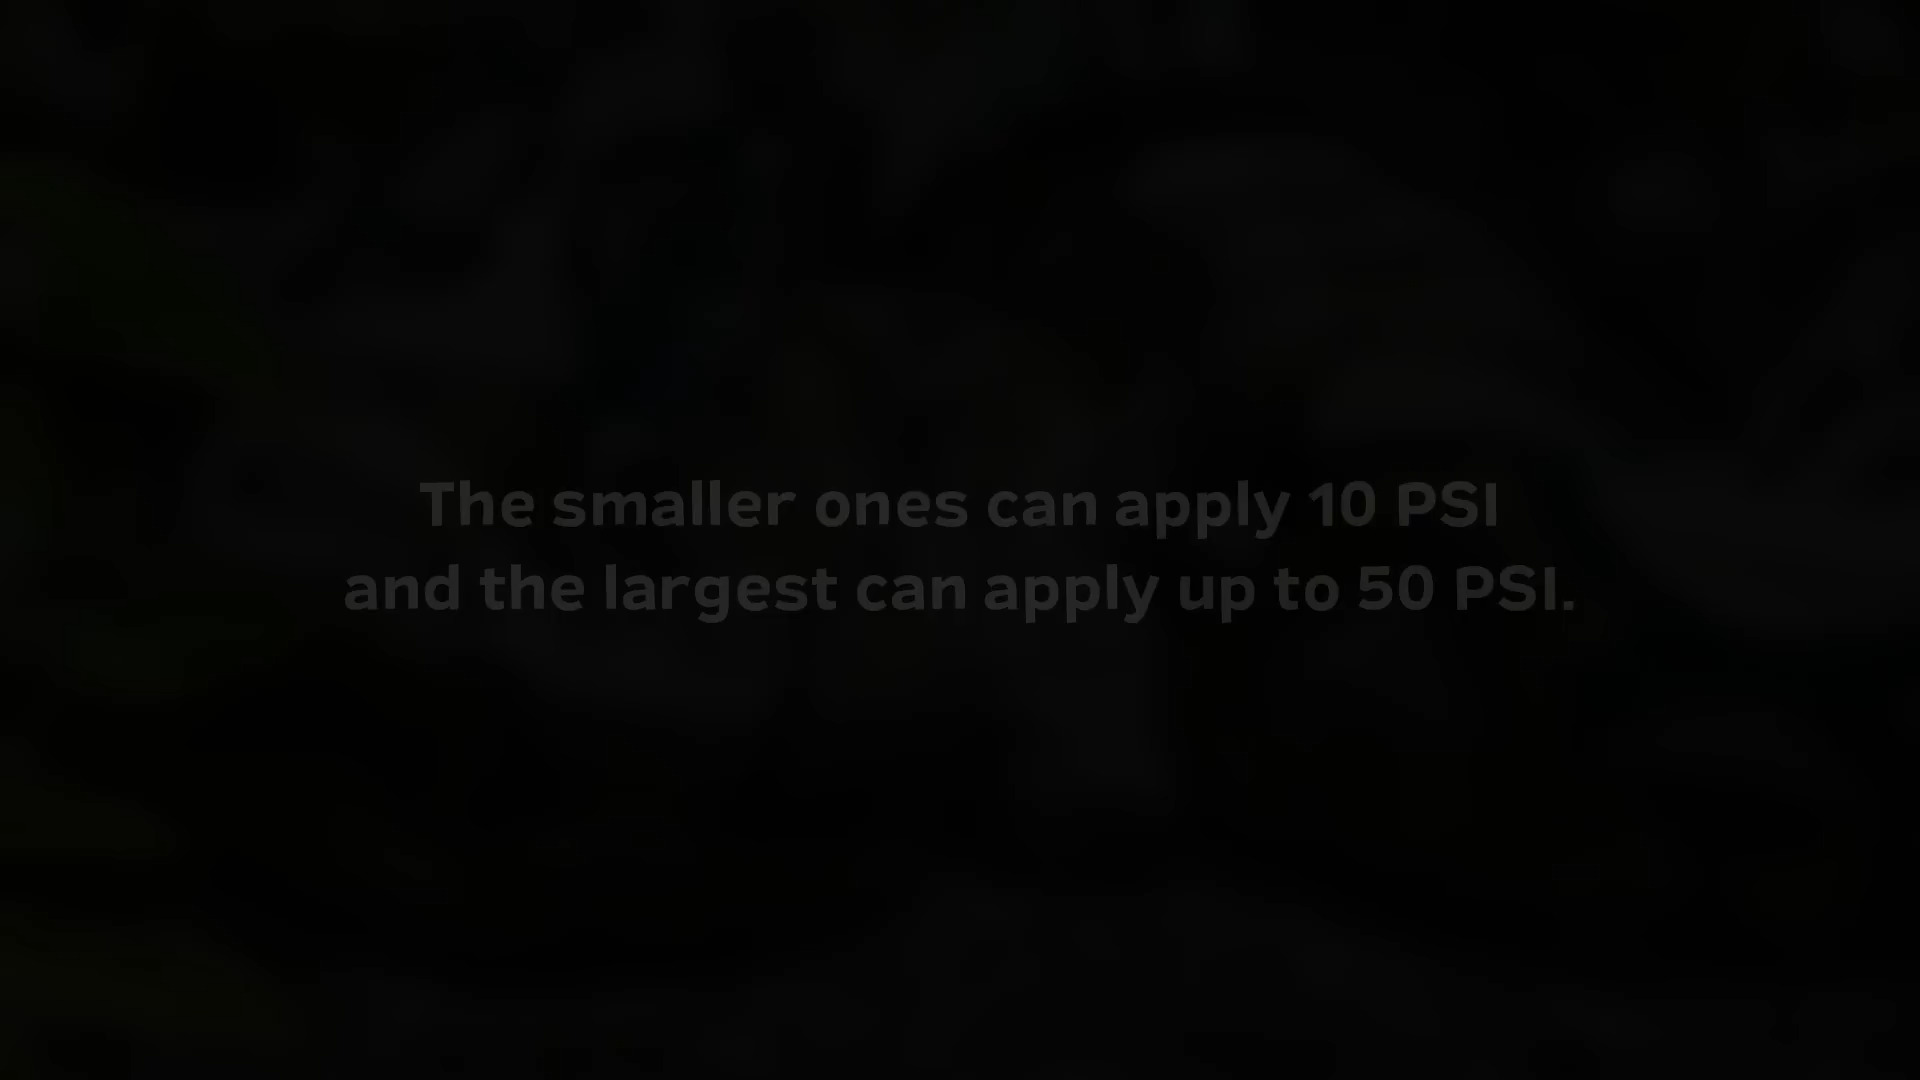 The smaller ones can apply 10 PSI
and the largest can apply up to 50 PSI.